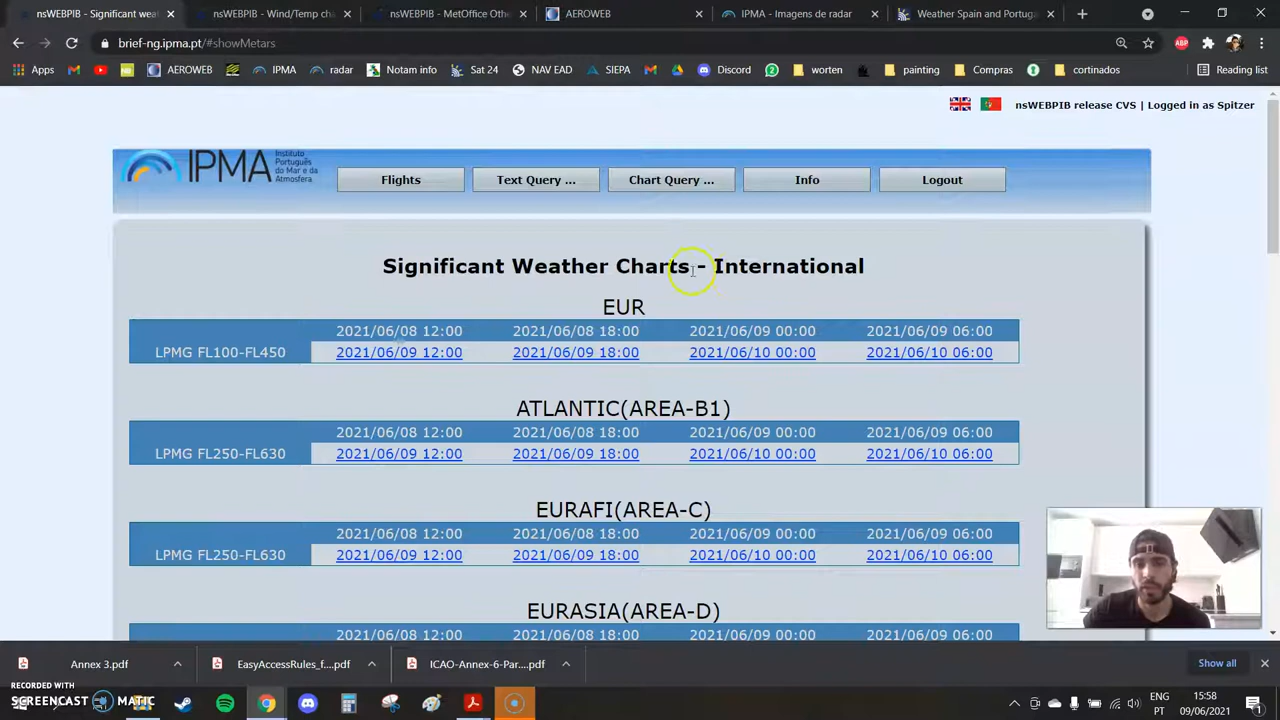 nsWEBPIB - Significant weat
nsWEBPIB - Wind/Temp ch
nsWEBPIB - MetOffice Othe
AEROWEB
IPMA - Imagens de radar
Weather Spain and Portuga
brief-ng.ipma.pt/#showMetars
ABP
Apps
AEROWEB
IPMA
radar
Notam info
Sat 24
NAV EAD
SIEPA
Discord
worten
painting
Compras
cortinados
Reading list
nsWEBPIB release CVS | Logged in as Spitzer
IPMA
Instituto
Português
do Mar e da
Atmosfera
Flights
Text Query ...
Chart Query ...
Info
Logout
Significant Weather Charts - International
EUR
2021/06/08 12:00 2021/06/08 18:00 2021/06/09 00:00 2021/06/09 06:00
LPMG FL100-FL450 2021/06/09 12:00 2021/06/09 18:00 2021/06/10 00:00 2021/06/10 06:00
ATLANTIC(AREA-B1)
2021/06/08 12:00 2021/06/08 18:00 2021/06/09 00:00 2021/06/09 06:00
LPMG FL250-FL630 2021/06/09 12:00 2021/06/09 18:00 2021/06/10 00:00 2021/06/10 06:00
EURAFI(AREA-C)
2021/06/08 12:00 2021/06/08 18:00 2021/06/09 00:00 2021/06/09 06:00
LPMG FL250-FL630 2021/06/09 12:00 2021/06/09 18:00 2021/06/10 00:00 2021/06/10 06:00
EURASIA(AREA-D)
2021/06/08 12:00 2021/06/08 18:00 2021/06/09 00:00 2021/06/09 06:00
Annex 3.pdf
EasyAccessRules_f....pdf
ICAO-Annex-6-Par....pdf
Show all
RECORDED WITH
SCREENCAST MATIC
ENG
PT
15:58
09/06/2021